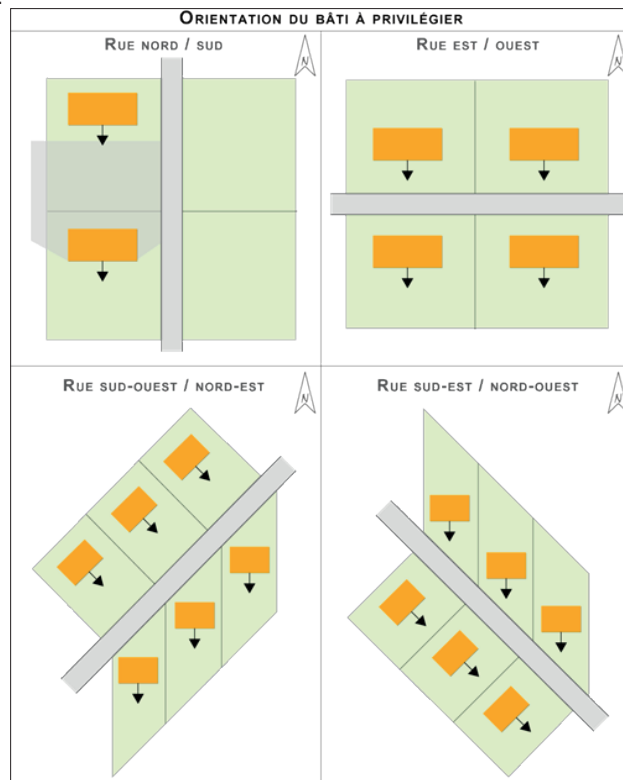 ORIENTATION DU BÂTI À PRIVILÉGIER
RUE NORD / SUD
N
RUE EST / OUEST
N
RUE SUD-OUEST / NORD-EST
N
RUE SUD-EST / NORD-OUEST
N